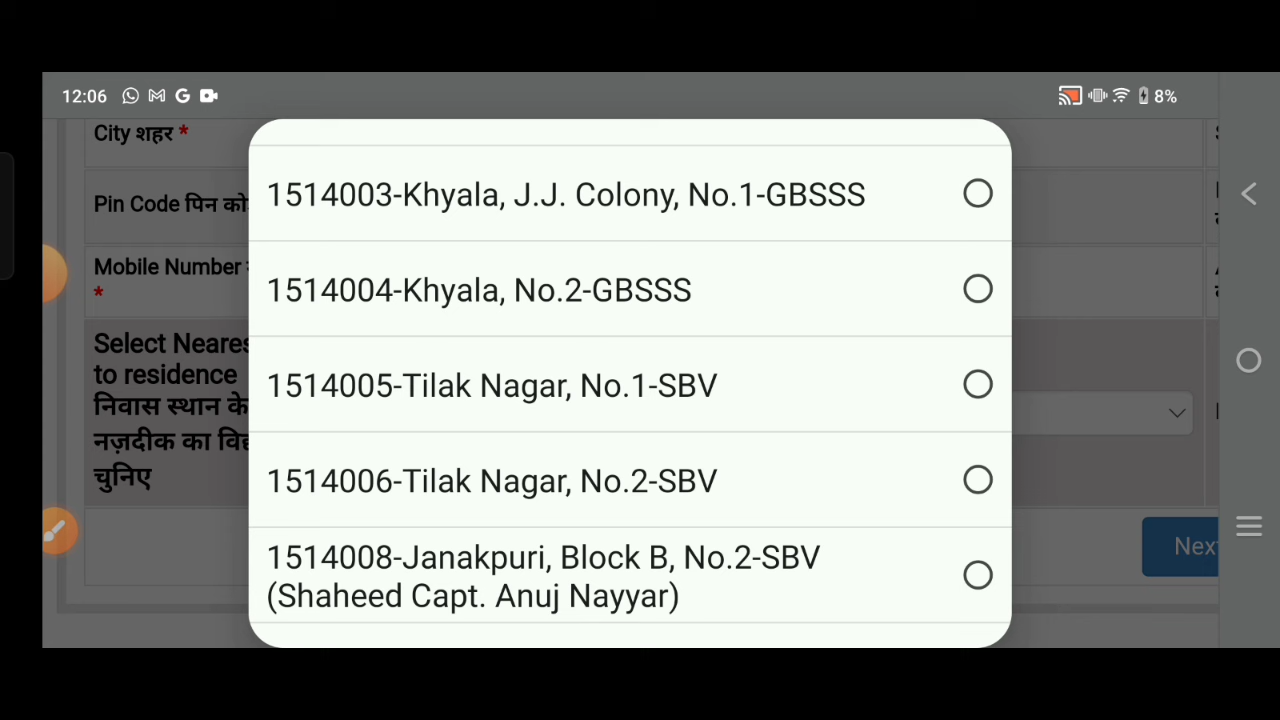 12:06
8%
City शहर *
1514003-Khyala, J.J. Colony, No.1-GBSSS
Pin Code पिन
1514004-Khyala, No.2-GBSSS
Mobile Number
*
1514005-Tilak Nagar, No.1-SBV
Select
to residence
निवास स्थान के
नज़दीक का
चुनिए
1514006-Tilak Nagar, No.2-SBV
1514008-Janakpuri, Block B, No.2-SBV
(Shaheed Capt. Anuj Nayyar)